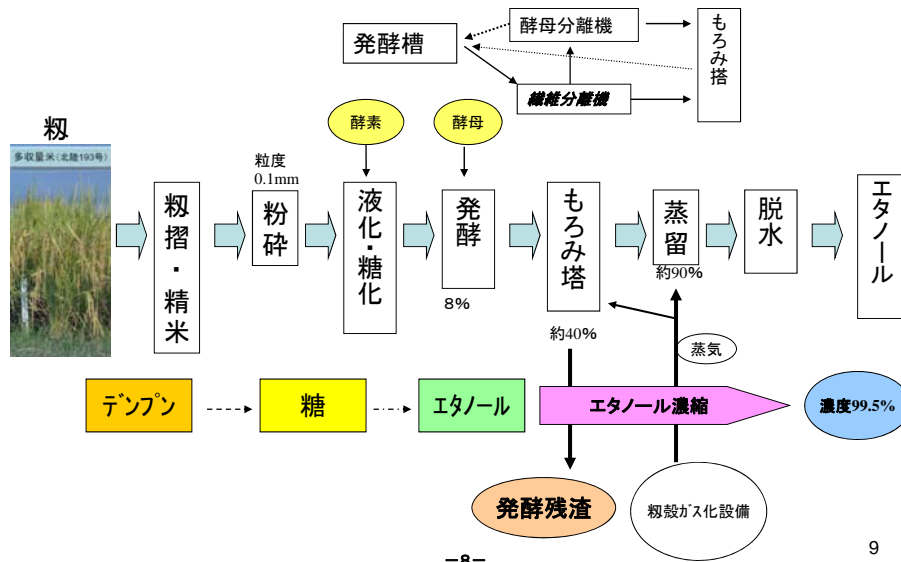 発酵槽
酵母分離機
もろみ塔
繊維分離機
籾
多収量米(北陸193号)
酵素
酵母
粒度
0.1mm
籾摺・精米
粉砕
液化・糖化
発酵
もろみ塔
蒸留
脱水
エタノール
8%
約40%
約90%
蒸気
デンプン
糖
エタノール
エタノール濃縮
濃度99.5%
発酵残渣
籾殻ガス化設備
－8－
9